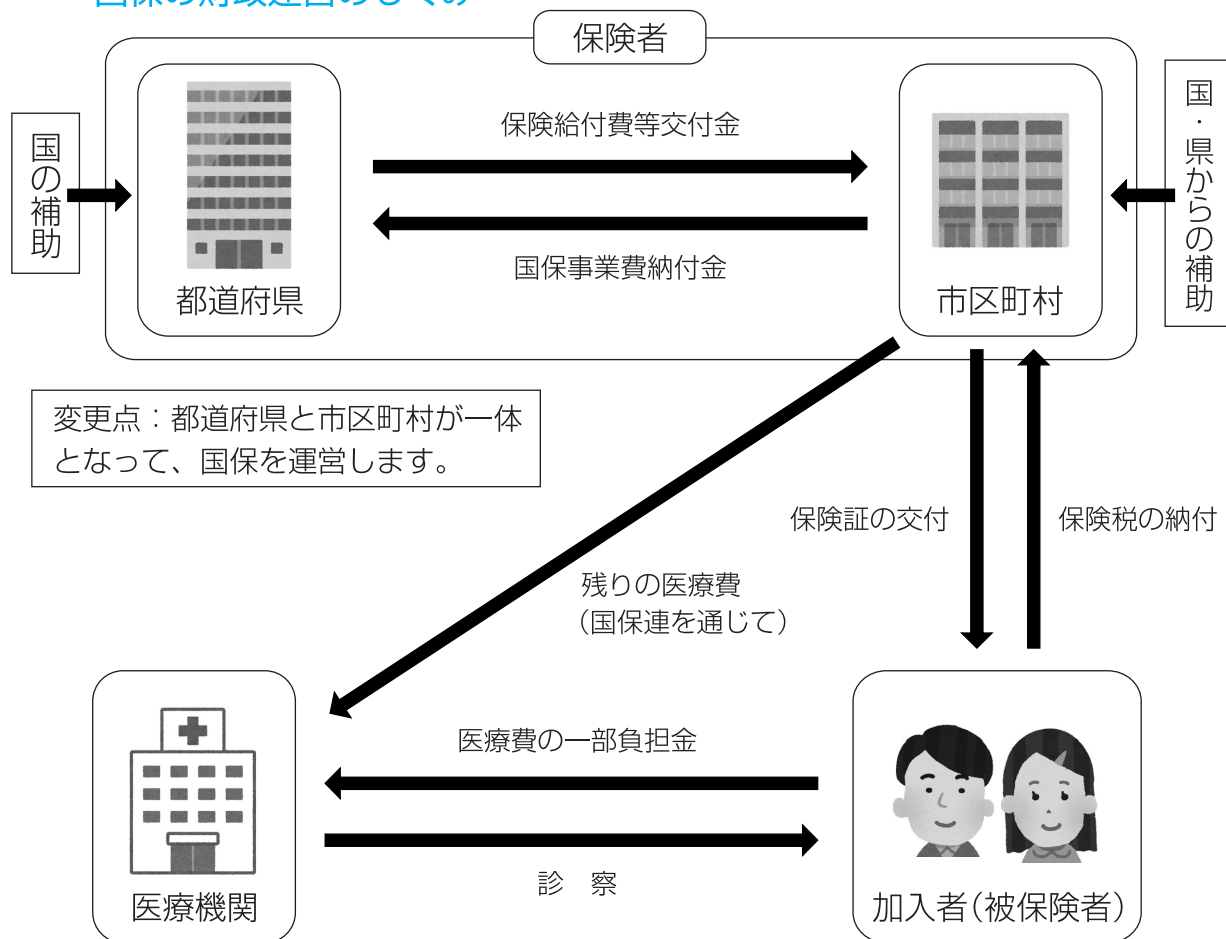 保険者
国の補助
都道府県
保険給付費等交付金
国保事業費納付金
市区町村
国・県からの補助
変更点：都道府県と市区町村が一体
となって、国保を運営します。
保険証の交付
保険税の納付
残りの医療費
（国保連を通じて）
医療費の一部負担金
診　察
医療機関
加入者（被保険者）